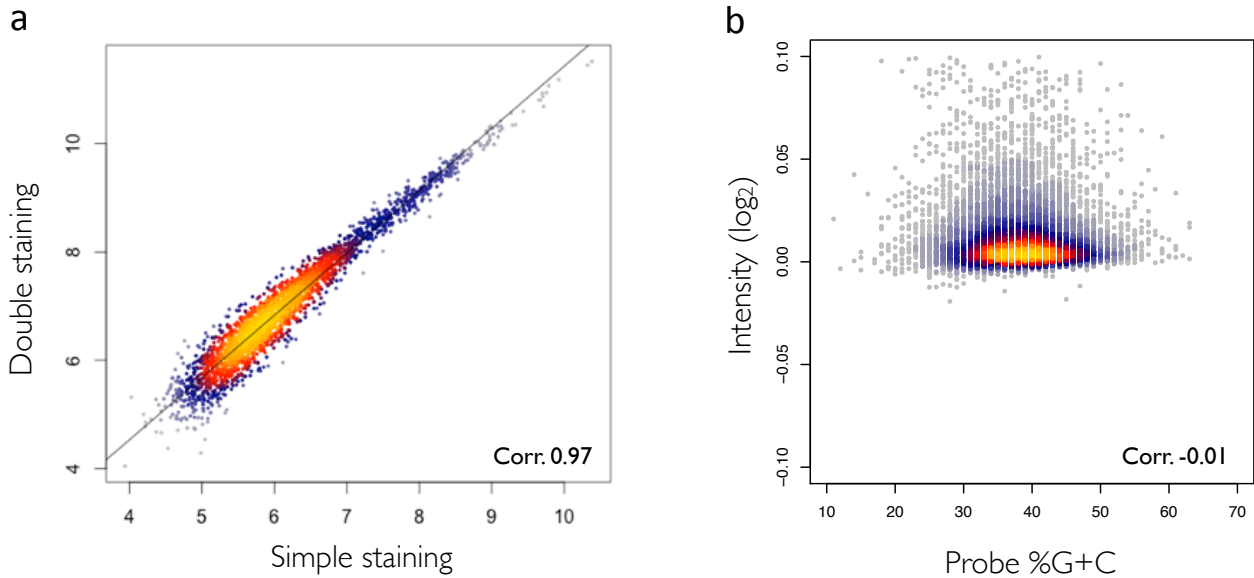 a
Double staining
10
8
6
4
Corr. 0.97
4 5 6 7 8 9 10
Simple staining
b
Intensity (log2)
0.10
0.05
0.00
−0.05
−0.10
Corr. -0.01
10 20 30 40 50 60 70
Probe %G+C